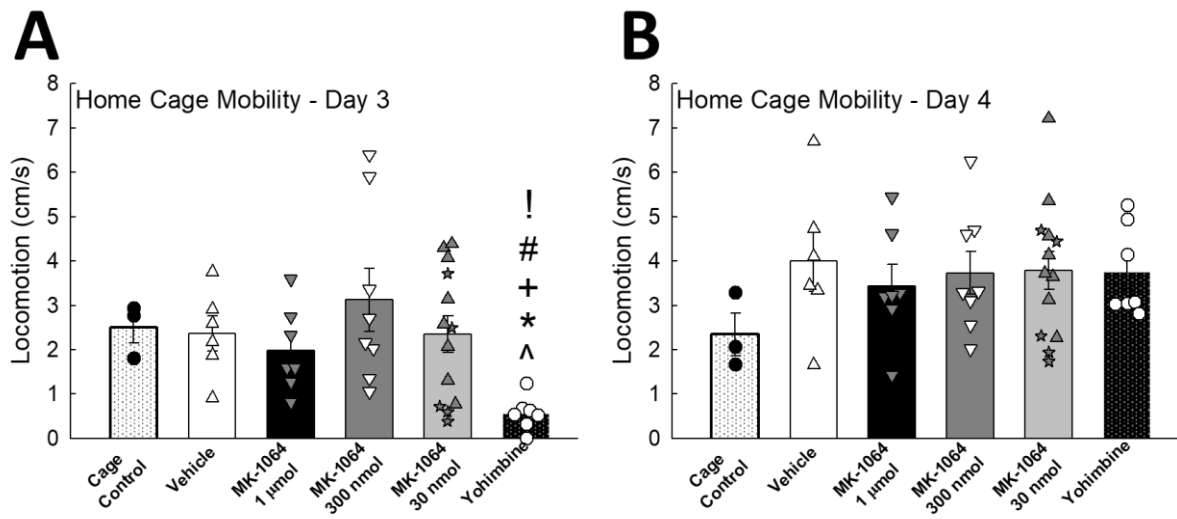 A
B
Home Cage Mobility - Day 3
Locomotion (cm/s)
8
7
6
5
4
3
2
1
0
!
#
+
*
^
Cage
Control
Vehicle
MK-1064
1 µmol
MK-1064
300 nmol
MK-1064
30 nmol
Yohimbine
Home Cage Mobility - Day 4
Locomotion (cm/s)
8
7
6
5
4
3
2
1
0
Cage
Control
Vehicle
MK-1064
1 µmol
MK-1064
300 nmol
MK-1064
30 nmol
Yohimbine